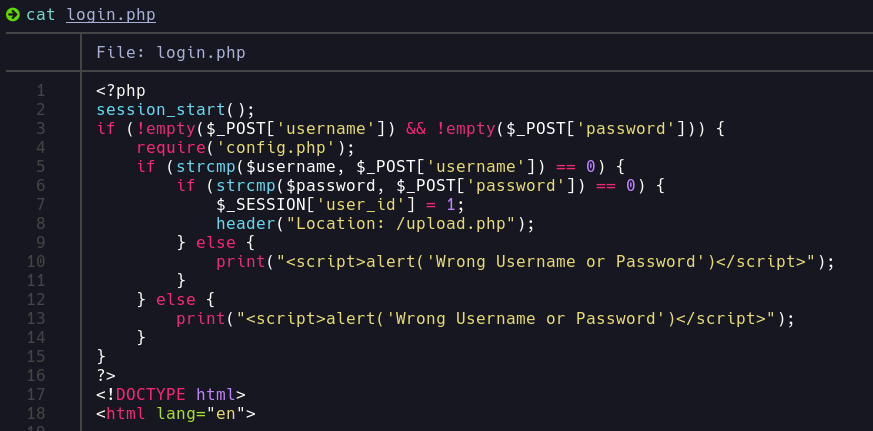 cat login.php
File: login.php
1 <?php
2 session_start();
3 if (!empty($_POST['username']) && !empty($_POST['password'])) {
4     require('config.php');
5     if (strcmp($username, $_POST['username']) == 0) {
6         if (strcmp($password, $_POST['password']) == 0) {
7             $_SESSION['user_id'] = 1;
8             header("Location: /upload.php");
9         } else {
10             print("<script>alert('Wrong Username or Password')</script>");
11         }
12     } else {
13         print("<script>alert('Wrong Username or Password')</script>");
14     }
15 }
16 ?>
17 <!DOCTYPE html>
18 <html lang="en">